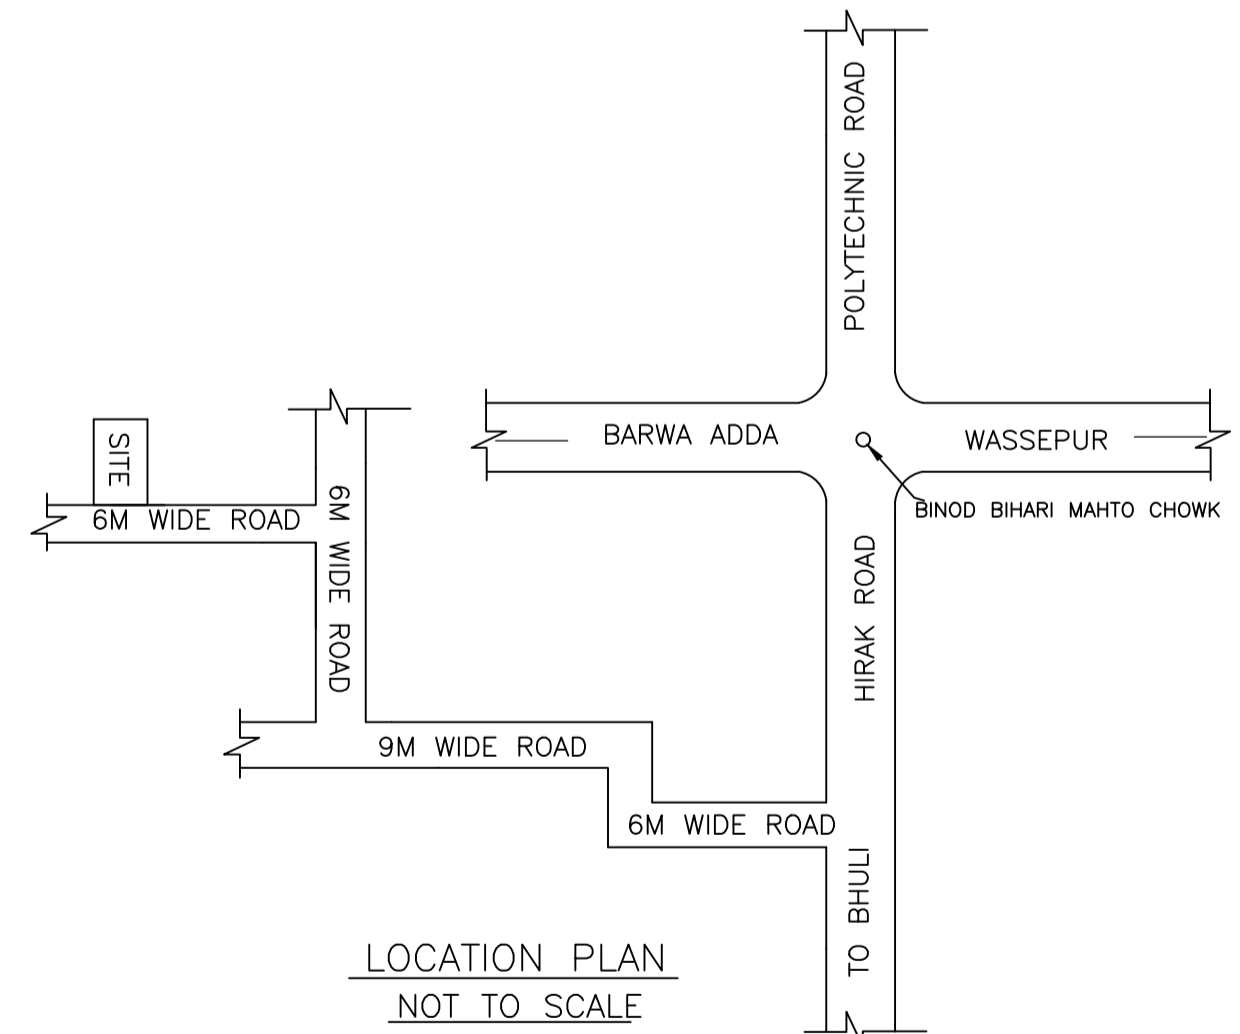 POLYTECHNIC ROAD
BARWA ADDA
WASSEPUR
BINOD BIHARI MAHTO CHOWK
SITE
6M WIDE ROAD
6M WIDE ROAD
HIRAK ROAD
9M WIDE ROAD
6M WIDE ROAD
TO BHULI
LOCATION PLAN
NOT TO SCALE